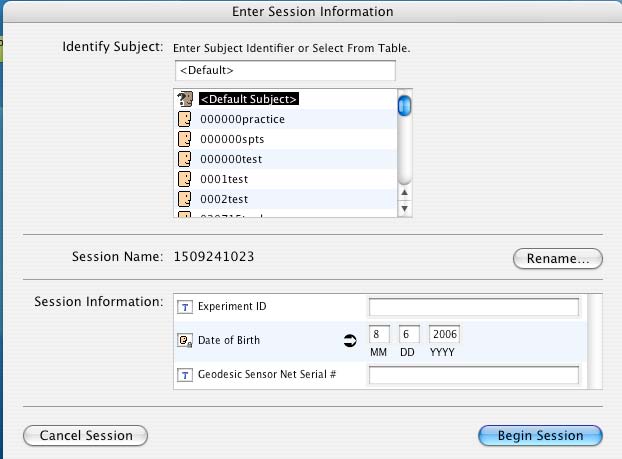 Enter Session Information
Identify Subject: Enter Subject Identifier or Select From Table.
<Default>
<Default Subject>
000000practice
000000spts
000000test
0001test
0002test
Session Name: 1509241023 Rename...
Session Information: T Experiment ID
Date of Birth 8 6 2006
MM DD YYYY
T Geodesic Sensor Net Serial #
Cancel Session Begin Session